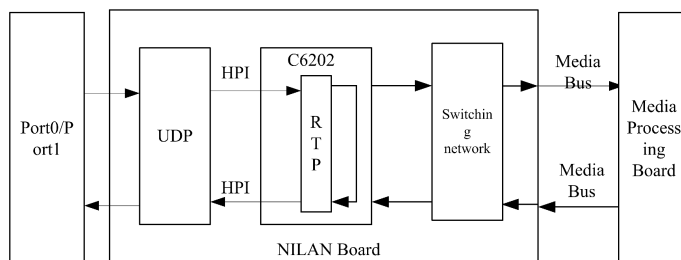 Port0/P
ort1
UDP
HPI
HPI
C6202
R
T
P
Switchin
g
network
Media
Bus
Media
Bus
Media
Process
ing
Board
NILAN Board